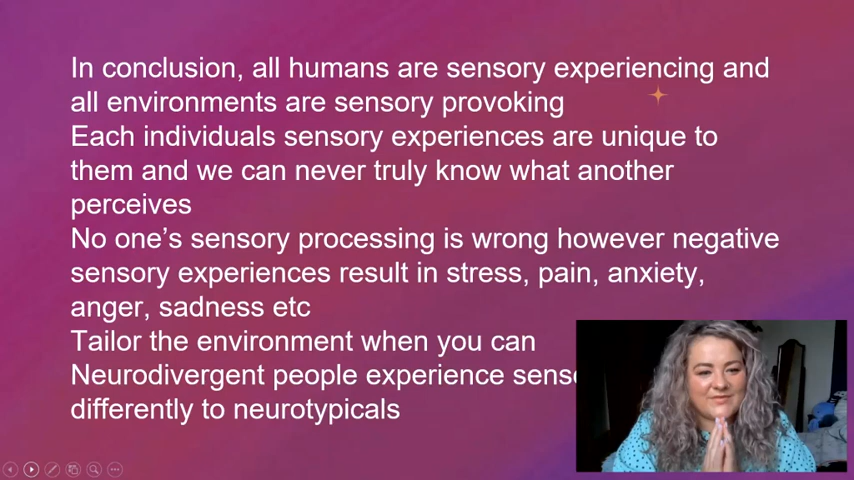 In conclusion, all humans are sensory experiencing and
all environments are sensory provoking
Each individuals sensory experiences are unique to
them and we can never truly know what another
perceives
No one’s sensory processing is wrong however negative
sensory experiences result in stress, pain, anxiety,
anger, sadness etc
Tailor the environment when you can
Neurodivergent people experience
differently to neurotypicals